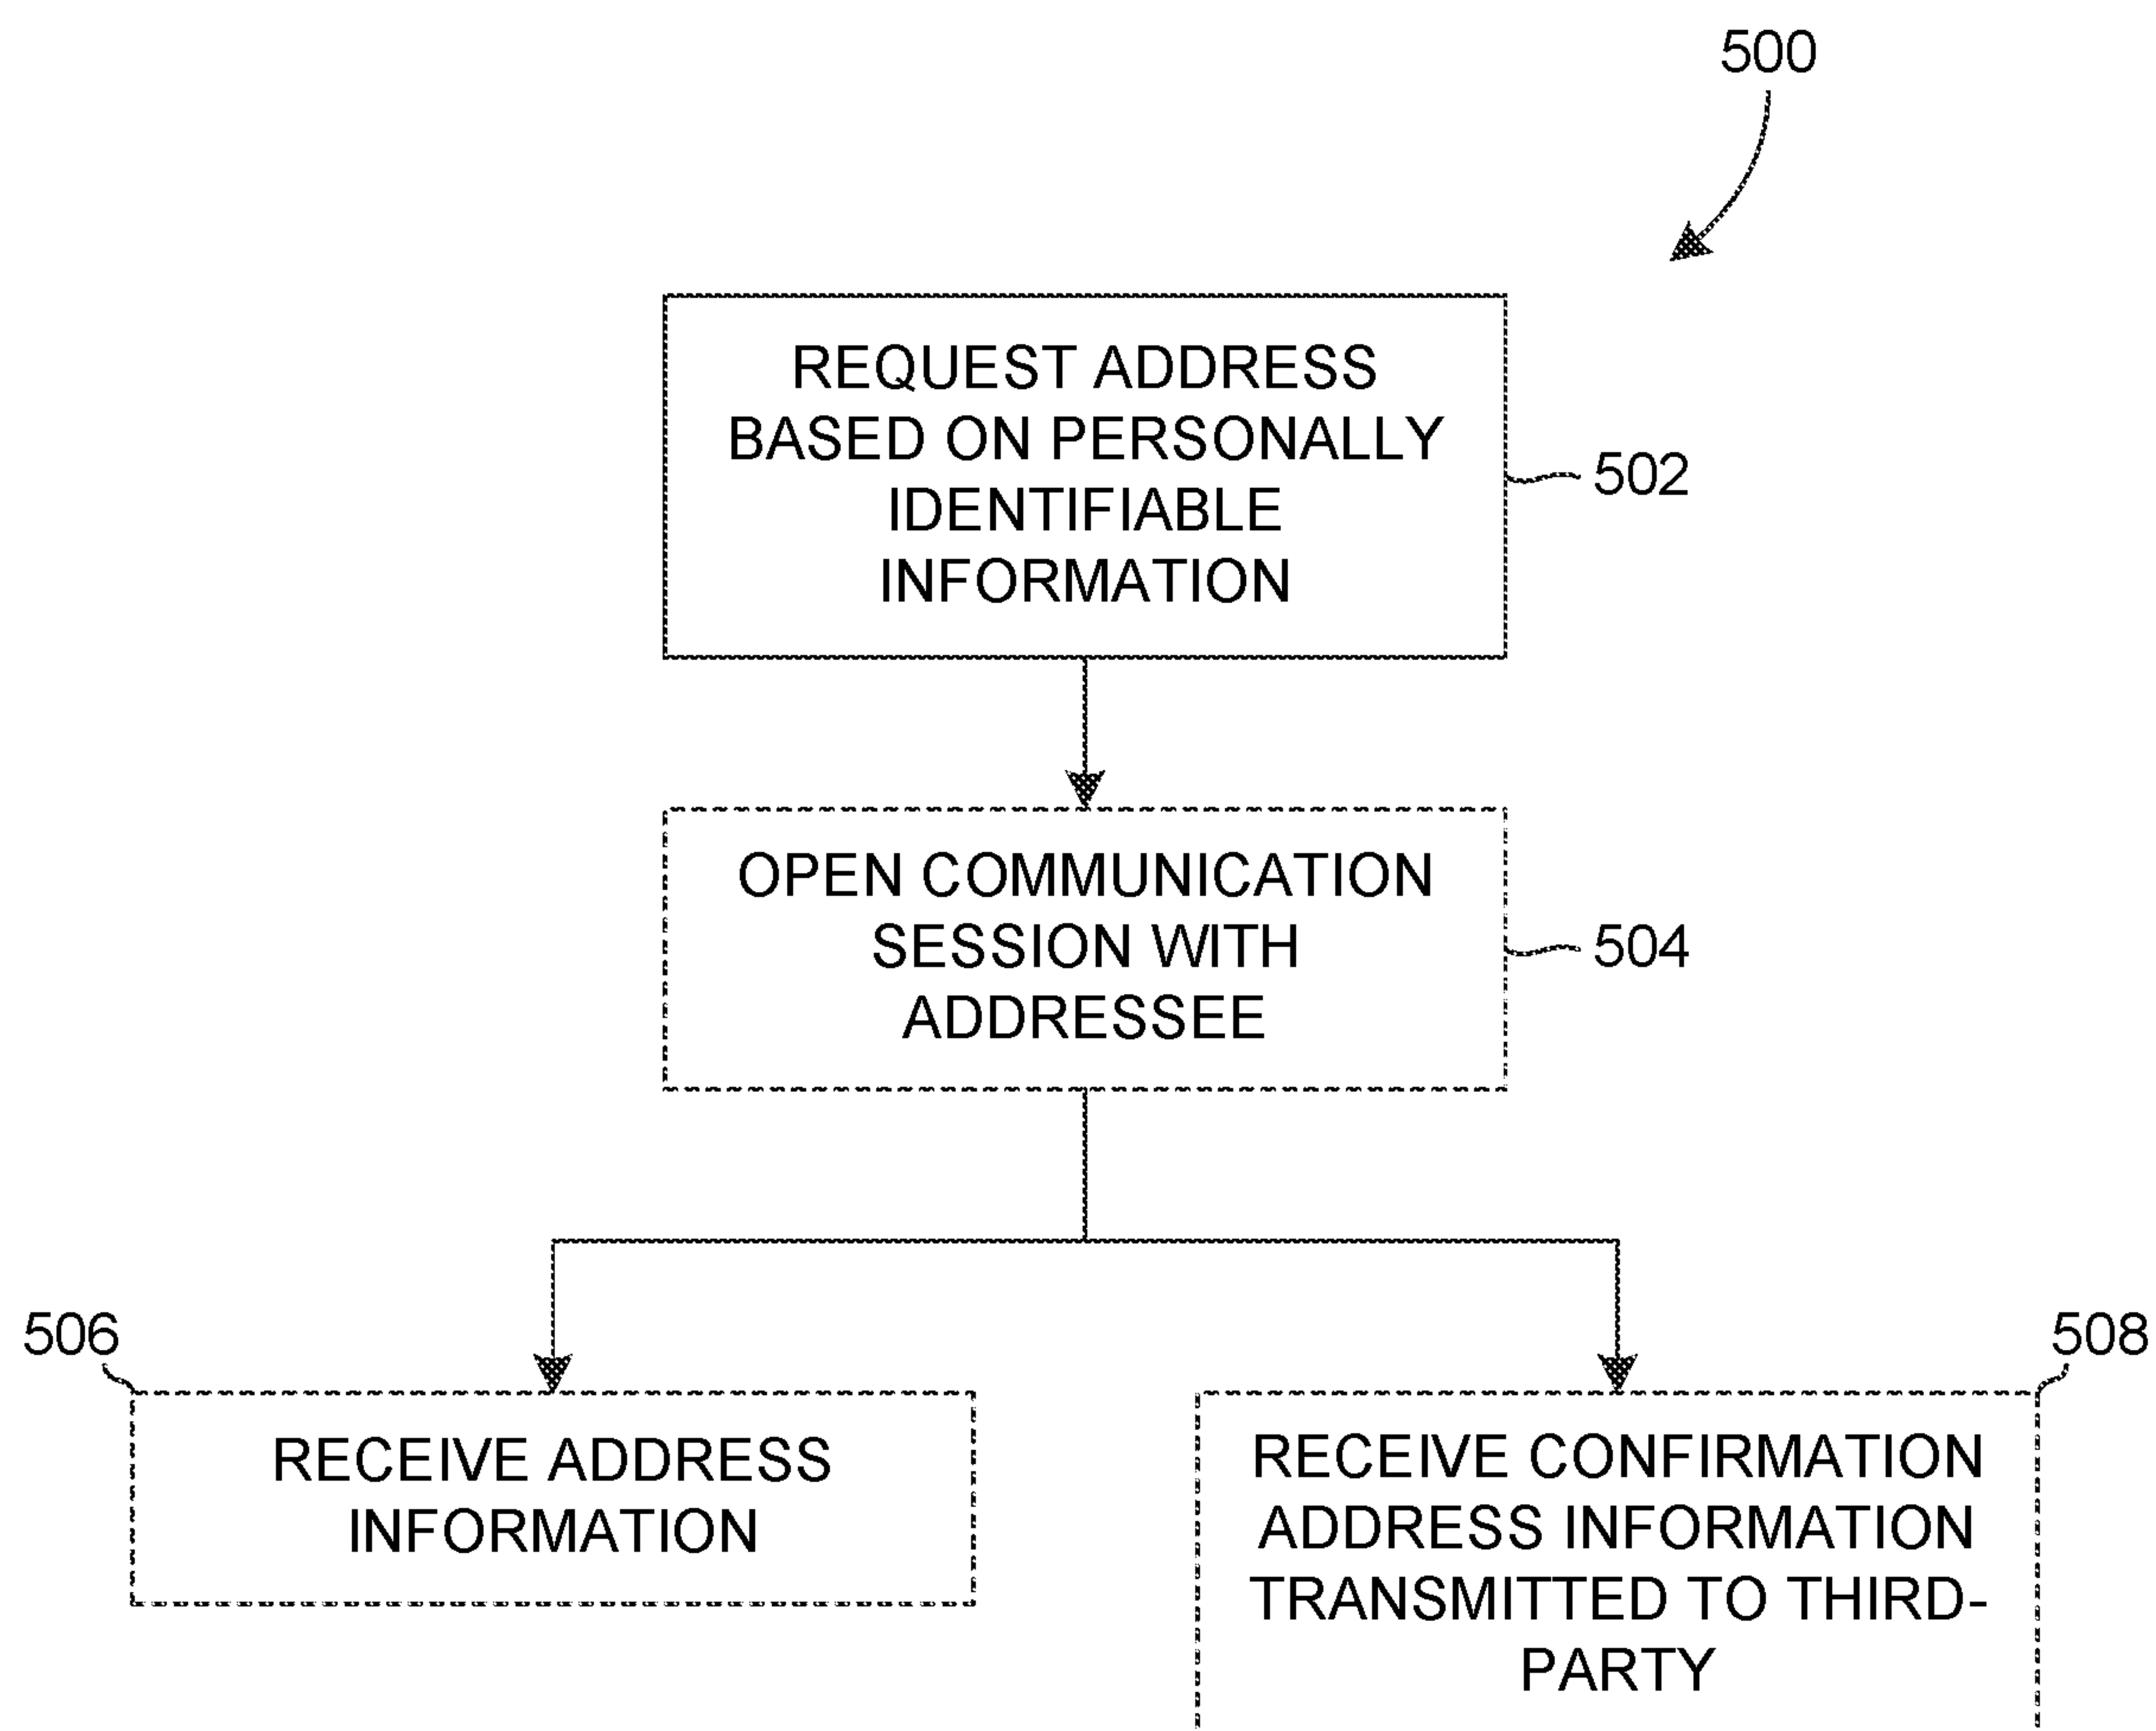 500
REQUEST ADDRESS
BASED ON PERSONALLY
IDENTIFIABLE
INFORMATION
502
OPEN COMMUNICATION
SESSION WITH
ADDRESSEE
504
506
RECEIVE ADDRESS
INFORMATION
508
RECEIVE CONFIRMATION
ADDRESS INFORMATION
TRANSMITTED TO THIRD-
PARTY